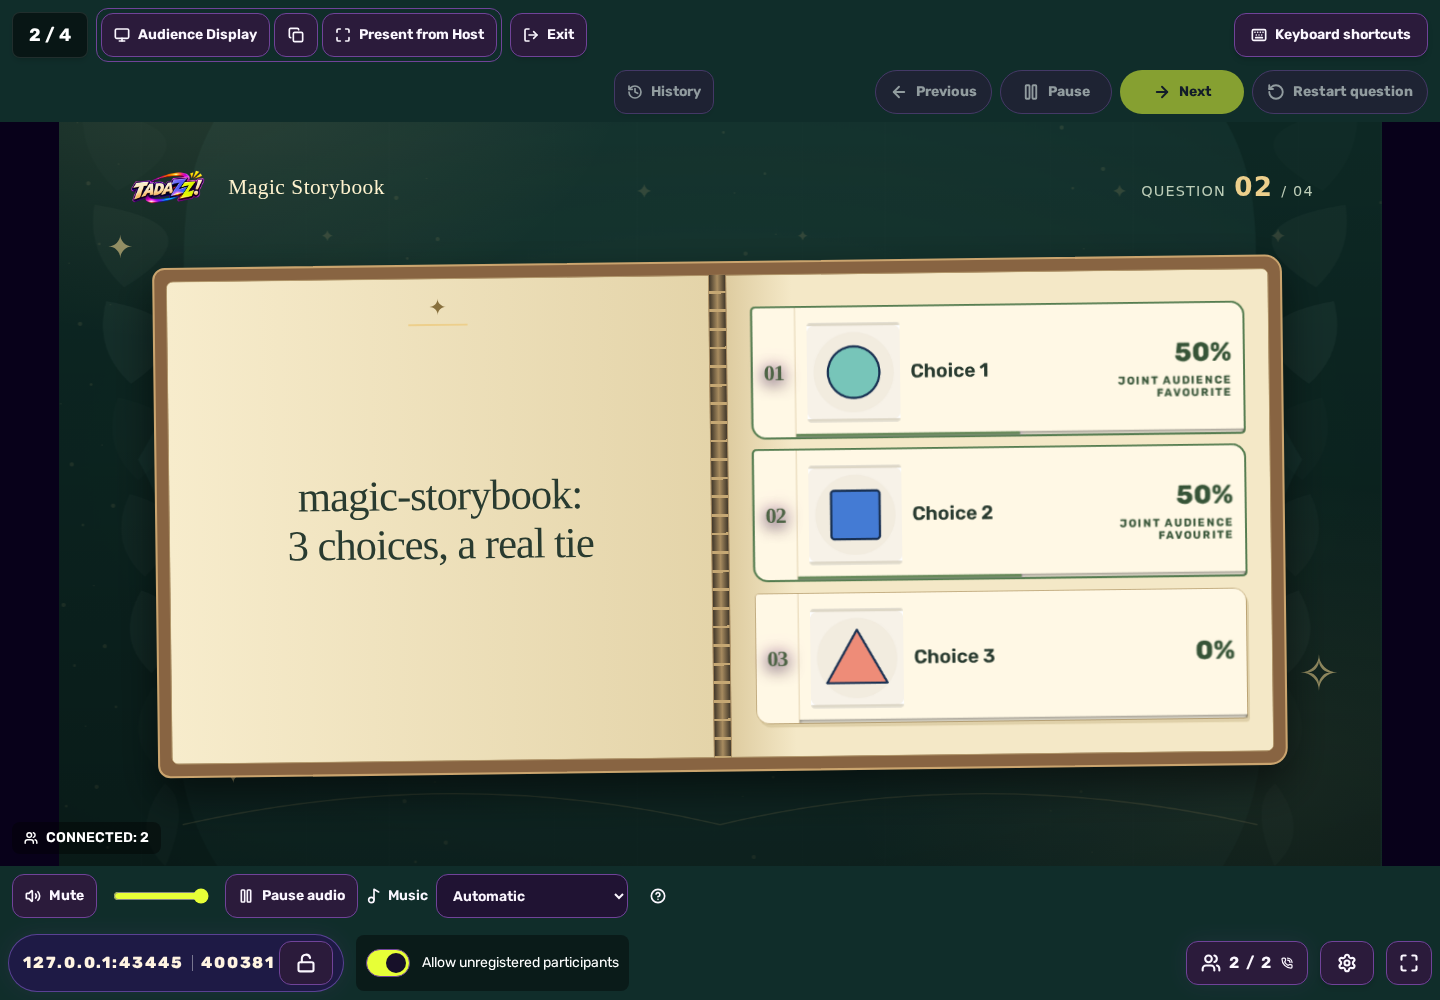 2 / 4
Audience Display
Present from Host
Exit
Keyboard shortcuts
History
Previous
Pause
Next
Restart question
TADAZZ!
Magic Storybook
QUESTION 02 / 04
magic-storybook:
3 choices, a real tie
01
Choice 1
50%
JOINT AUDIENCE
FAVOURITE
02
Choice 2
50%
JOINT AUDIENCE
FAVOURITE
03
Choice 3
0%
CONNECTED: 2
Mute
Pause audio
Music
Automatic
127.0.0.1:43445
400381
Allow unregistered participants
2 / 2